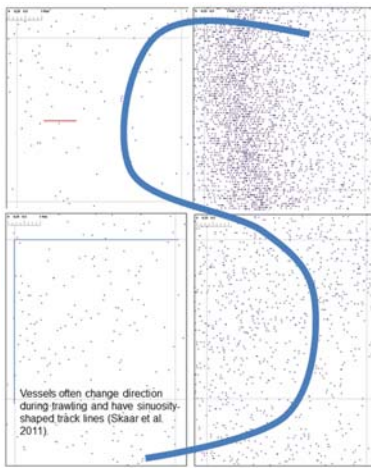 Vessels often change direction
during trawling and have sinuosity-
shaped track lines (Skaar et al.
2011).